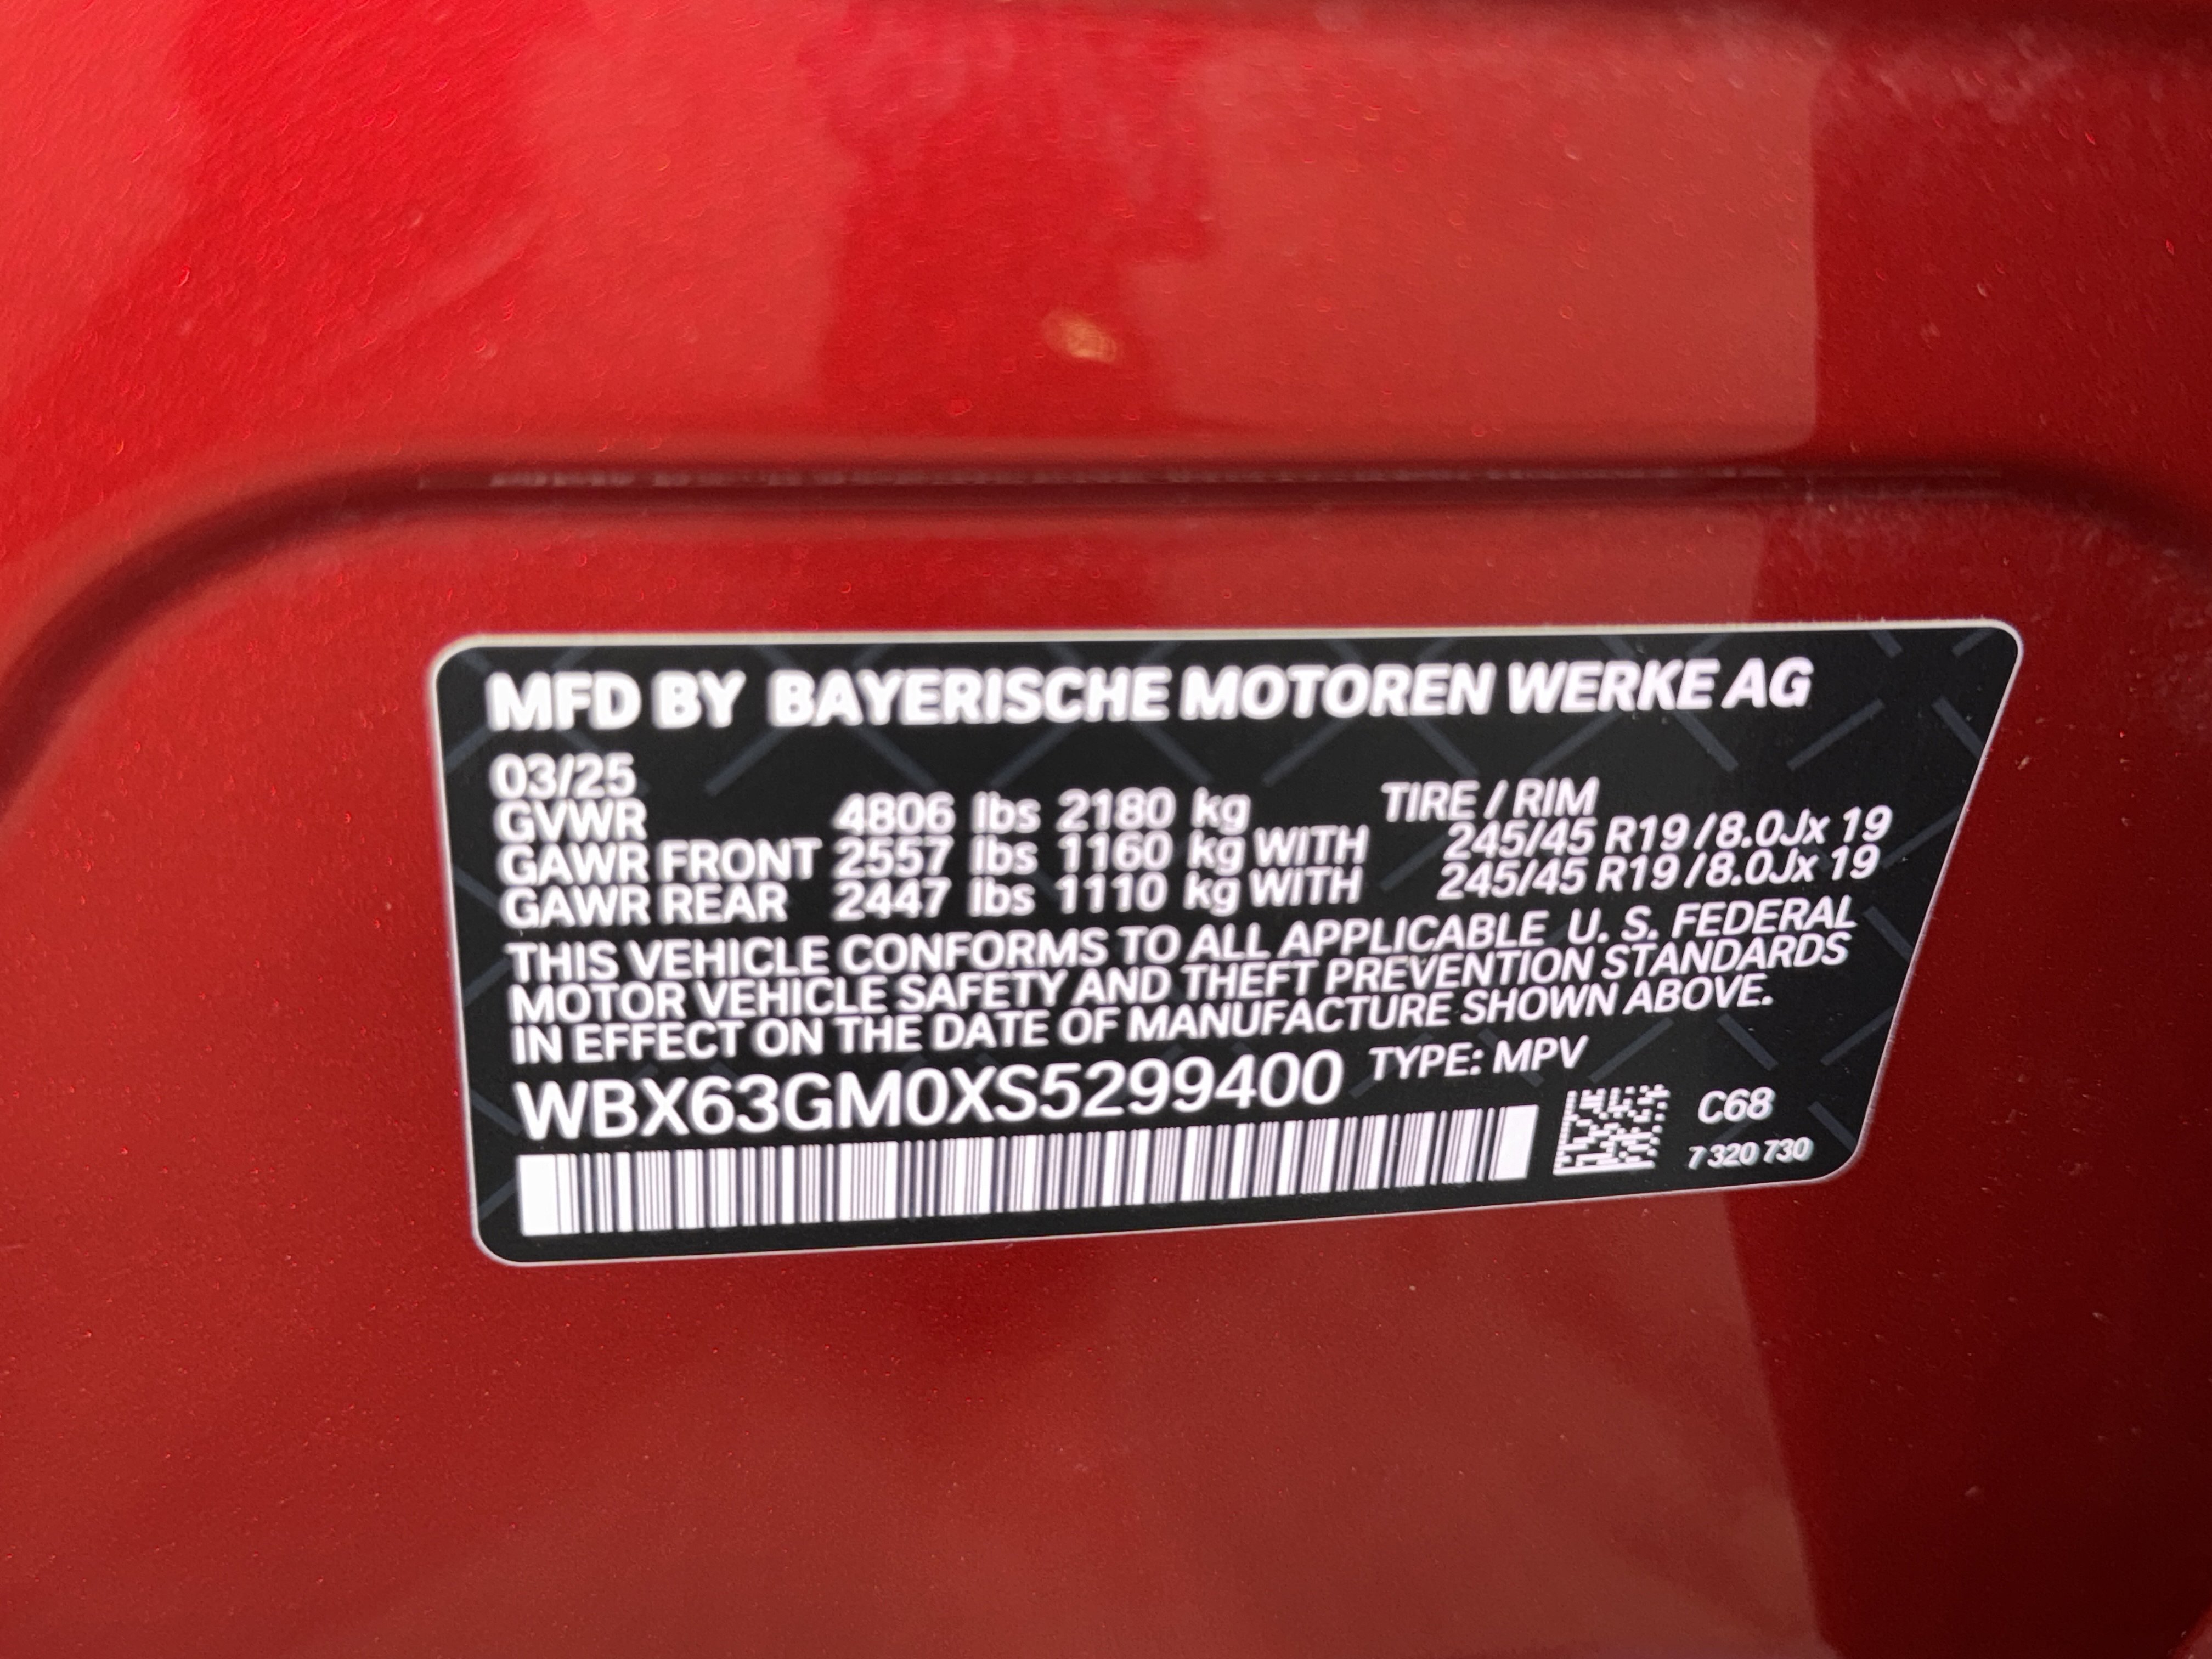 MFD BY BAYERISCHE MOTOREN WERKE AG
03/25
GVWR 4806 lbs 2180 kg TIRE / RIM
GAWR FRONT 2557 lbs 1160 kg WITH 245/45 R19 / 8.0Jx 19
GAWR REAR 2447 lbs 1110 kg WITH 245/45 R19 / 8.0Jx 19
THIS VEHICLE CONFORMS TO ALL APPLICABLE U. S. FEDERAL
MOTOR VEHICLE SAFETY AND THEFT PREVENTION STANDARDS
IN EFFECT ON THE DATE OF MANUFACTURE SHOWN ABOVE.
WBX63GM0XS5299400 TYPE: MPV
C68
7 320 730